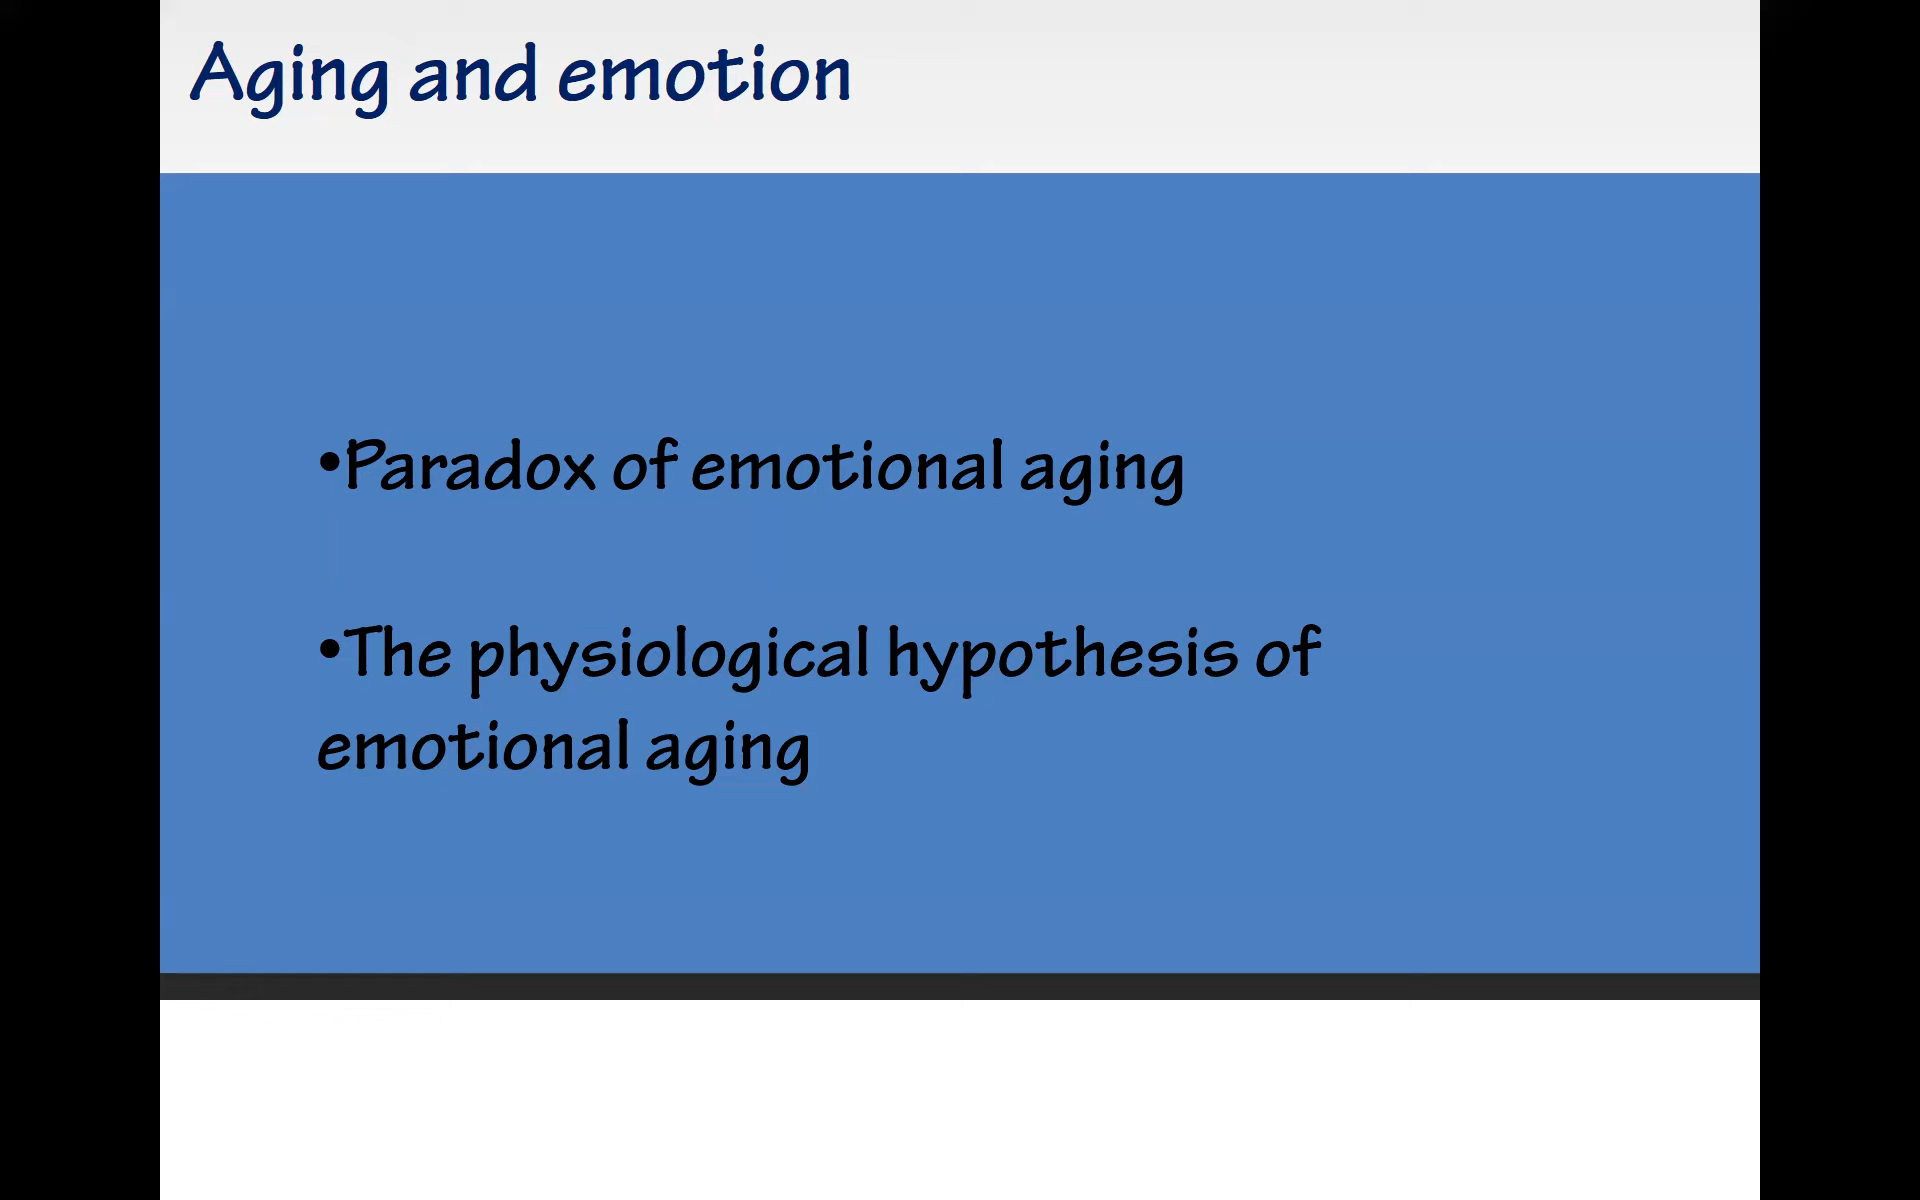 Aging and emotion
•Paradox of emotional aging
•The physiological hypothesis of
emotional aging